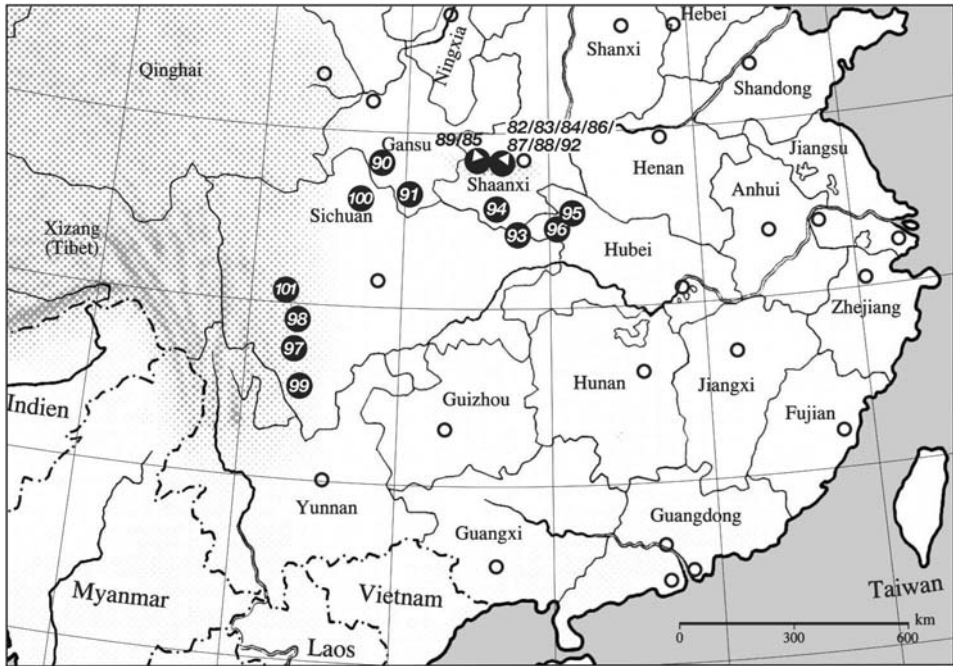 Hebei
Shanxi
Ningxia
Qinghai
Shandong
82/83/84/86/
87/88/92
89/85
Gansu
90
Henan
Jiangsu
Shaanxi
Anhui
100
91
Sichuan
94
95
96
93
Xizang
(Tibet)
Hubei
101
98
Zhejiang
97
99
Guizhou
Hunan
Jiangxi
Indien
Fujian
Yunnan
Guangdong
Guangxi
Myanmar
Vietnam
Taiwan
Laos
km
0 300 600